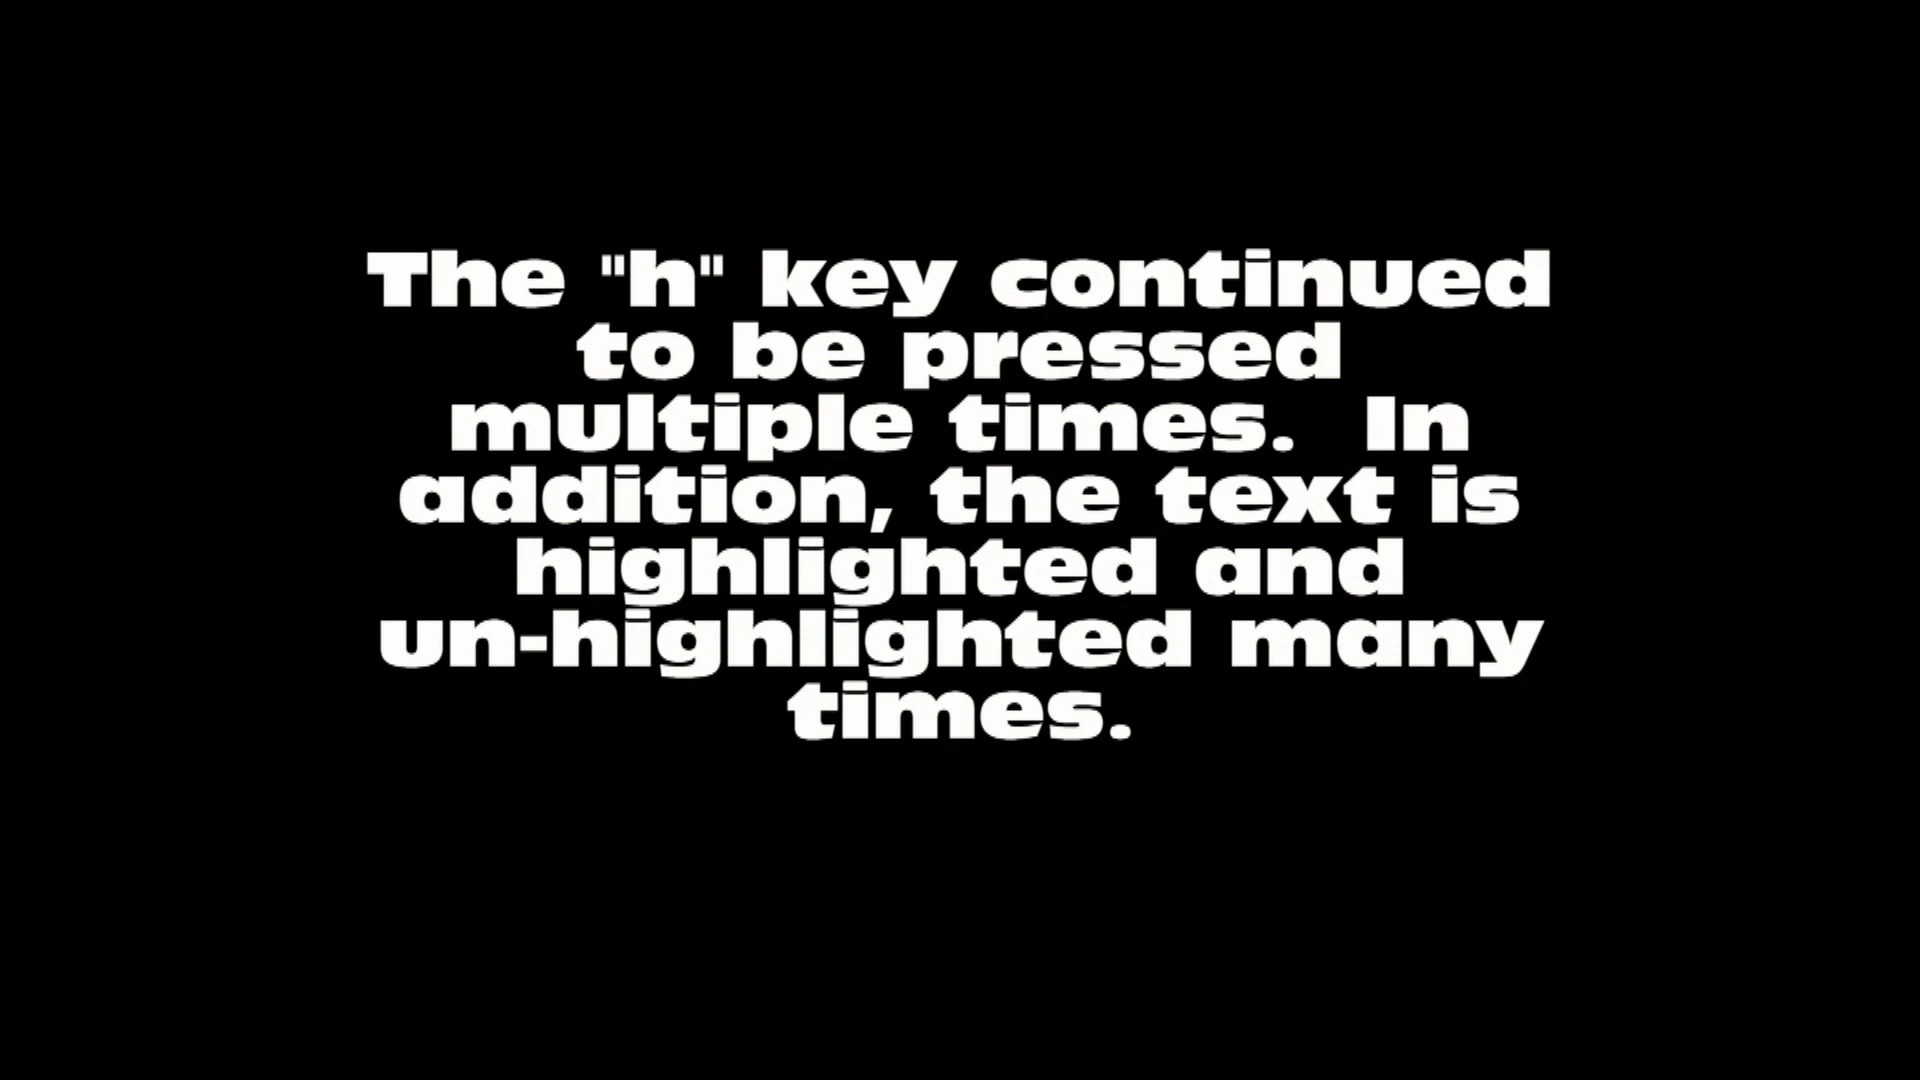 The "h" key continued
to be pressed
multiple times.  In
addition, the text is
highlighted and
un-highlighted many
times.